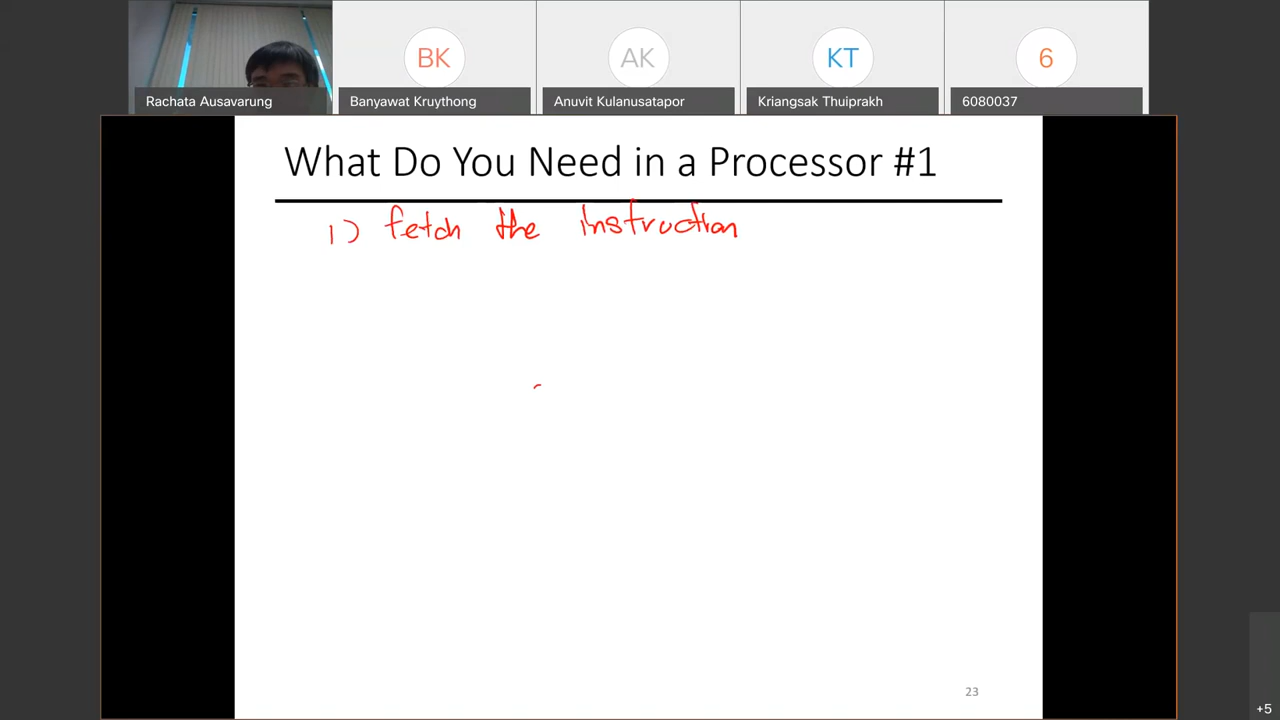 BK
AK
KT
6
Rachata Ausavarung
Banyawat Kruythong
Anuvit Kulanusatapor
Kriangsak Thuiprakh
6080037
What Do You Need in a Processor #1
1) fetch the instruction
23
+5